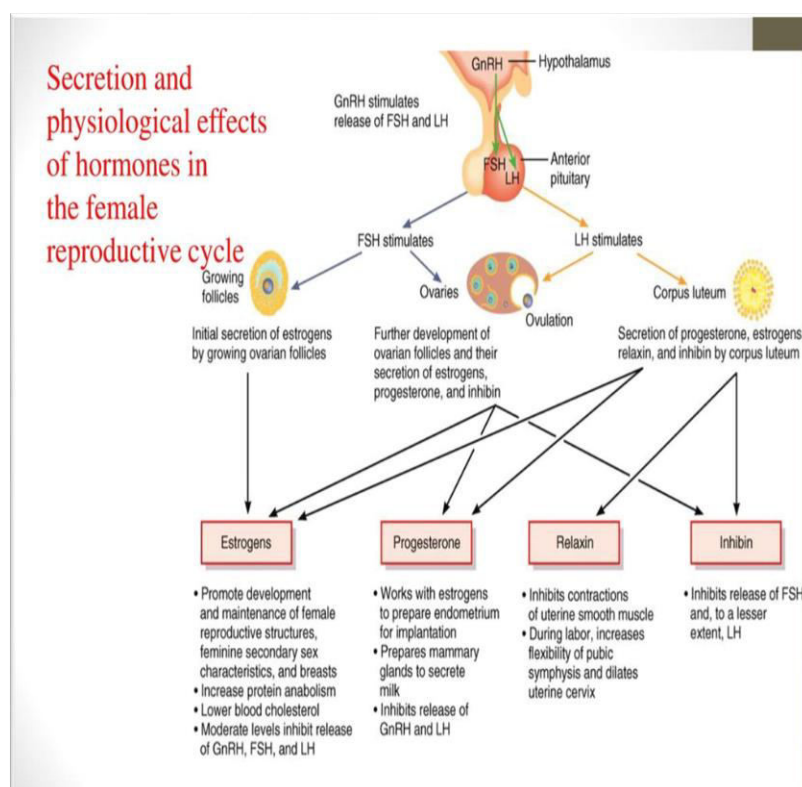 Secretion and
physiological effects
of hormones in
the female
reproductive cycle
GnRH
Hypothalamus
GnRH stimulates
release of FSH and LH
FSH
LH
Anterior
pituitary
FSH stimulates
LH stimulates
Growing
follicles
Ovaries
Ovulation
Corpus luteum
Initial secretion of estrogens
by growing ovarian follicles
Further development of
ovarian follicles and their
secretion of estrogens,
progesterone, and inhibin
Secretion of progesterone, estrogens
relaxin, and inhibin by corpus luteum
Estrogens
• Promote development
and maintenance of female
reproductive structures,
feminine secondary sex
characteristics, and breasts
• Increase protein anabolism
• Lower blood cholesterol
• Moderate levels inhibit release
of GnRH, FSH, and LH
Progesterone
• Works with estrogens
to prepare endometrium
for implantation
• Prepares mammary
glands to secrete
milk
• Inhibits release of
GnRH and LH
Relaxin
• Inhibits contractions
of uterine smooth muscle
• During labor, increases
flexibility of pubic
symphysis and dilates
uterine cervix
Inhibin
• Inhibits release of FSH
and, to a lesser
extent, LH